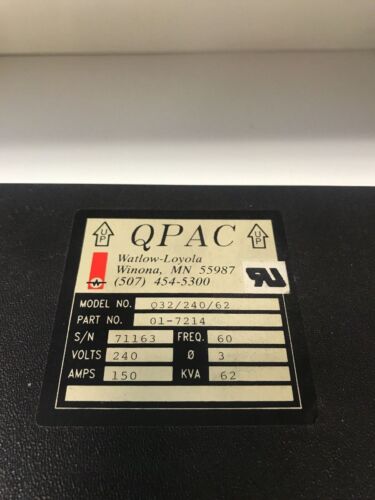 UP QPAC UP
Watlow-Loyola
Winona, MN 55987
W (507) 454-5300
MODEL NO. Q32/240/62
PART NO. 01-7214
S/N 71163 FREQ. 60
VOLTS 240 Ø 3
AMPS 150 KVA 62